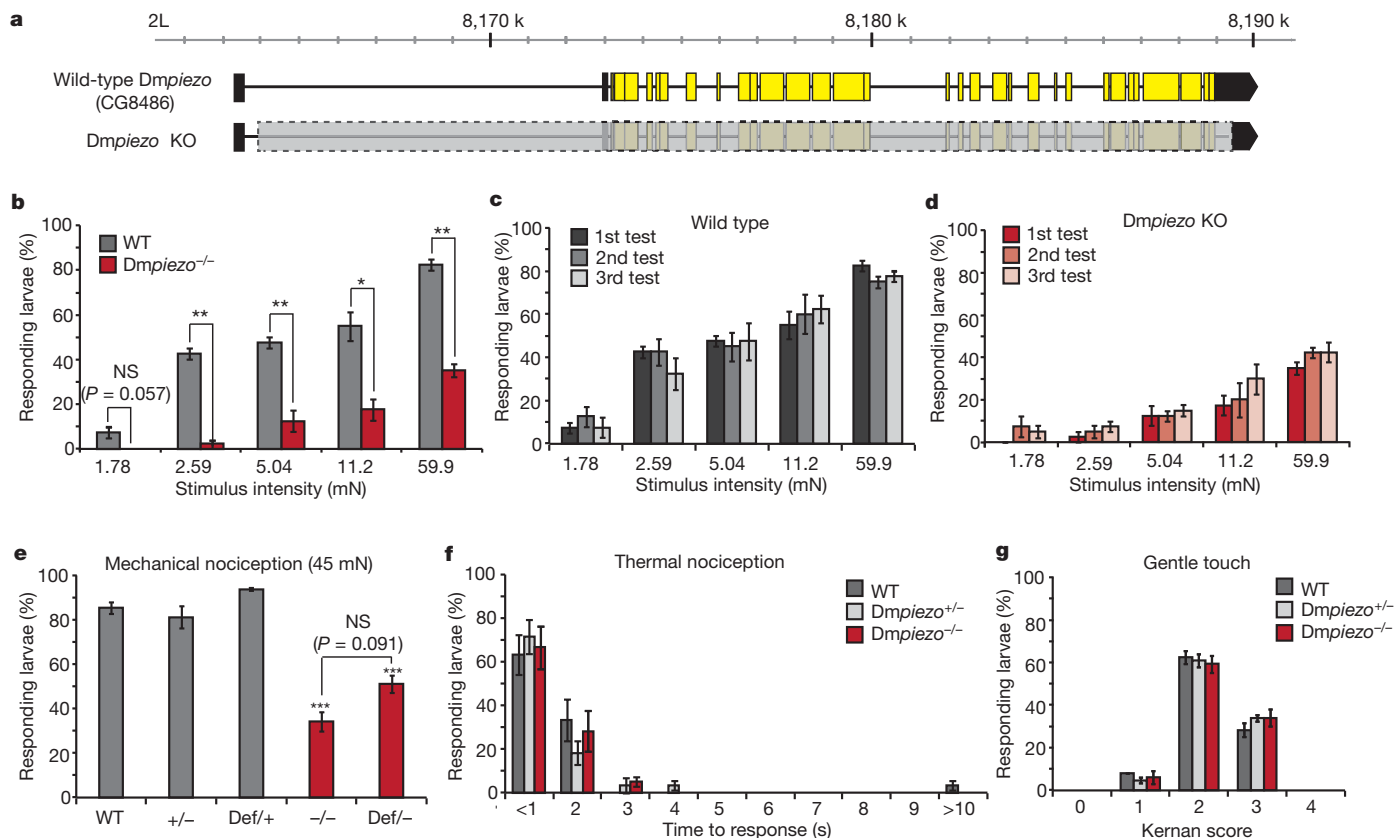 a
2L
8,170 k
8,180 k
8,190 k
Wild-type Dmpiezo
(CG8486)
Dmpiezo KO
b
Responding larvae (%)
100
80
60
40
20
0
WT
Dmpiezo–/–
NS
(P = 0.057)
**
**
*
**
1.78
2.59
5.04
11.2
59.9
Stimulus intensity (mN)
c
Wild type
Responding larvae (%)
100
80
60
40
20
0
1st test
2nd test
3rd test
1.78
2.59
5.04
11.2
59.9
Stimulus intensity (mN)
d
Dmpiezo KO
Responding larvae (%)
100
80
60
40
20
0
1st test
2nd test
3rd test
1.78
2.59
5.04
11.2
59.9
Stimulus intensity (mN)
e
Mechanical nociception (45 mN)
Responding larvae (%)
100
80
60
40
20
0
NS
(P = 0.091)
***
***
WT
+/–
Def/+
–/–
Def/–
f
Thermal nociception
Responding larvae (%)
100
80
60
40
20
0
WT
Dmpiezo+/–
Dmpiezo–/–
<1
2
3
4
5
6
7
8
9
>10
Time to response (s)
g
Gentle touch
Responding larvae (%)
100
80
60
40
20
0
WT
Dmpiezo+/–
Dmpiezo–/–
0
1
2
3
4
Kernan score